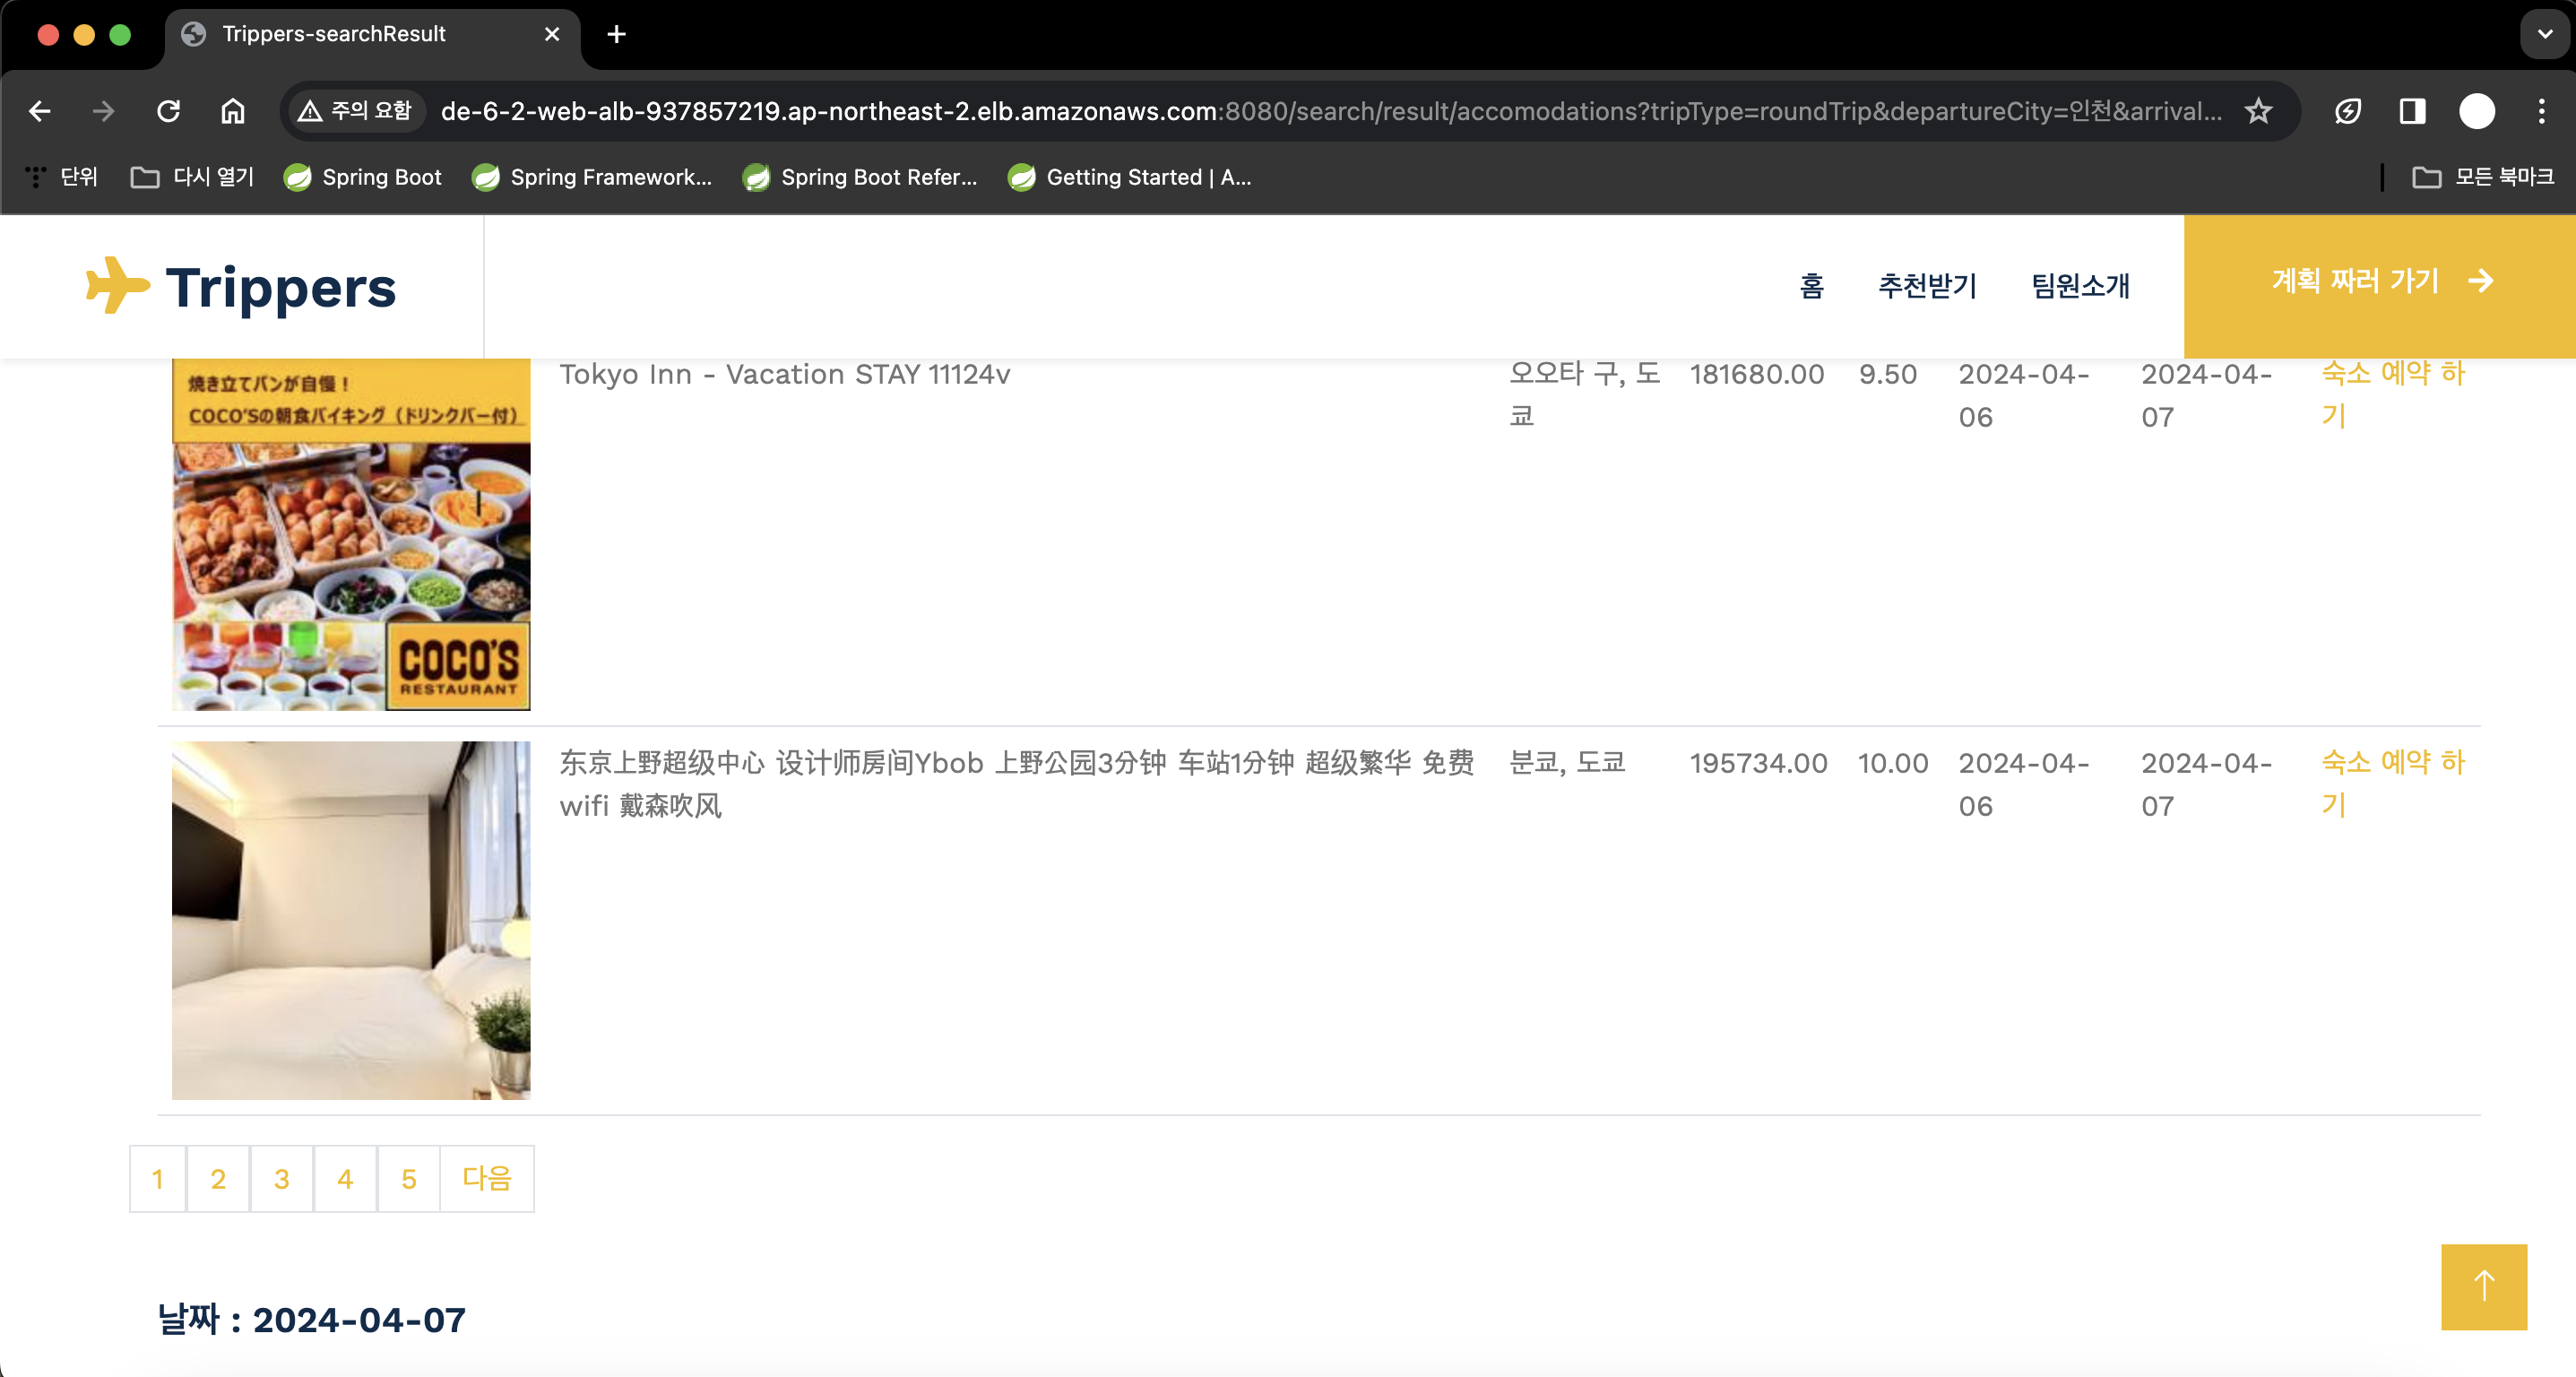 Trippers-searchResult
주의 요함
de-6-2-web-alb-937857219.ap-northeast-2.elb.amazonaws.com:8080/search/result/accomodations?tripType=roundTrip&departureCity=인천&arrival...
단위
다시 열기
Spring Boot
Spring Framework...
Spring Boot Refer...
Getting Started | A...
모든 북마크
Trippers
홈
추천받기
팀원소개
계획 짜러 가기
焼き立てパンが自慢！
COCO'Sの朝食バイキング（ドリンクバー付）
COCO'S
RESTAURANT
Tokyo Inn - Vacation STAY 11124v
오오타 구, 도
쿄
181680.00
9.50
2024-04-
06
2024-04-
07
숙소 예약 하
기
东京上野超级中心 设计师房间Ybob 上野公园3分钟 车站1分钟 超级繁华 免费
wifi 戴森吹风
분쿄, 도쿄
195734.00
10.00
2024-04-
06
2024-04-
07
숙소 예약 하
기
1
2
3
4
5
다음
날짜 : 2024-04-07